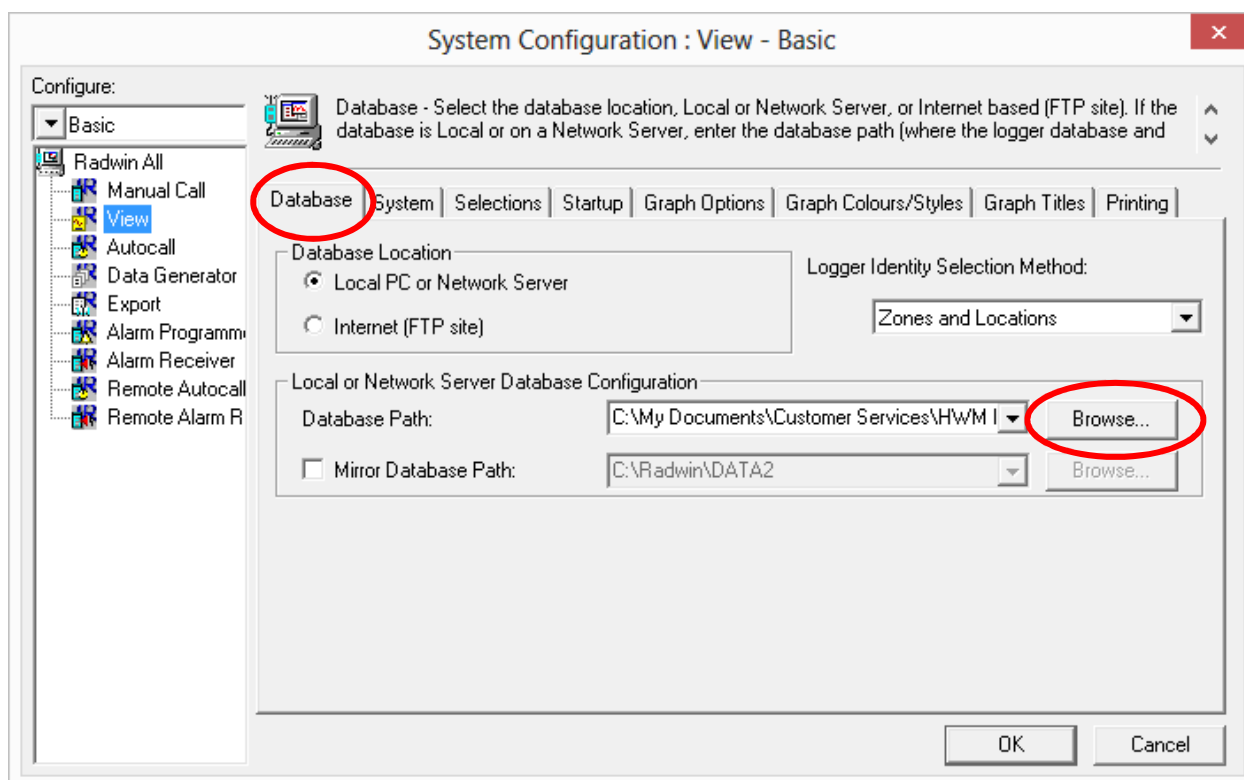 System Configuration : View - Basic
Configure:
Basic
Radwin All
Manual Call
View
Autocall
Data Generator
Export
Alarm Programm
Alarm Receiver
Remote Autocall
Remote Alarm R
Database - Select the database location, Local or Network Server, or Internet based (FTP site). If the
database is Local or on a Network Server, enter the database path (where the logger database and
Database System Selections Startup Graph Options Graph Colours/Styles Graph Titles Printing
Database Location
Local PC or Network Server
Internet (FTP site)
Logger Identity Selection Method:
Zones and Locations
Local or Network Server Database Configuration
Database Path: C:\My Documents\Customer Services\HWM I Browse...
Mirror Database Path: C:\Radwin\DATA2 Browse...
OK Cancel